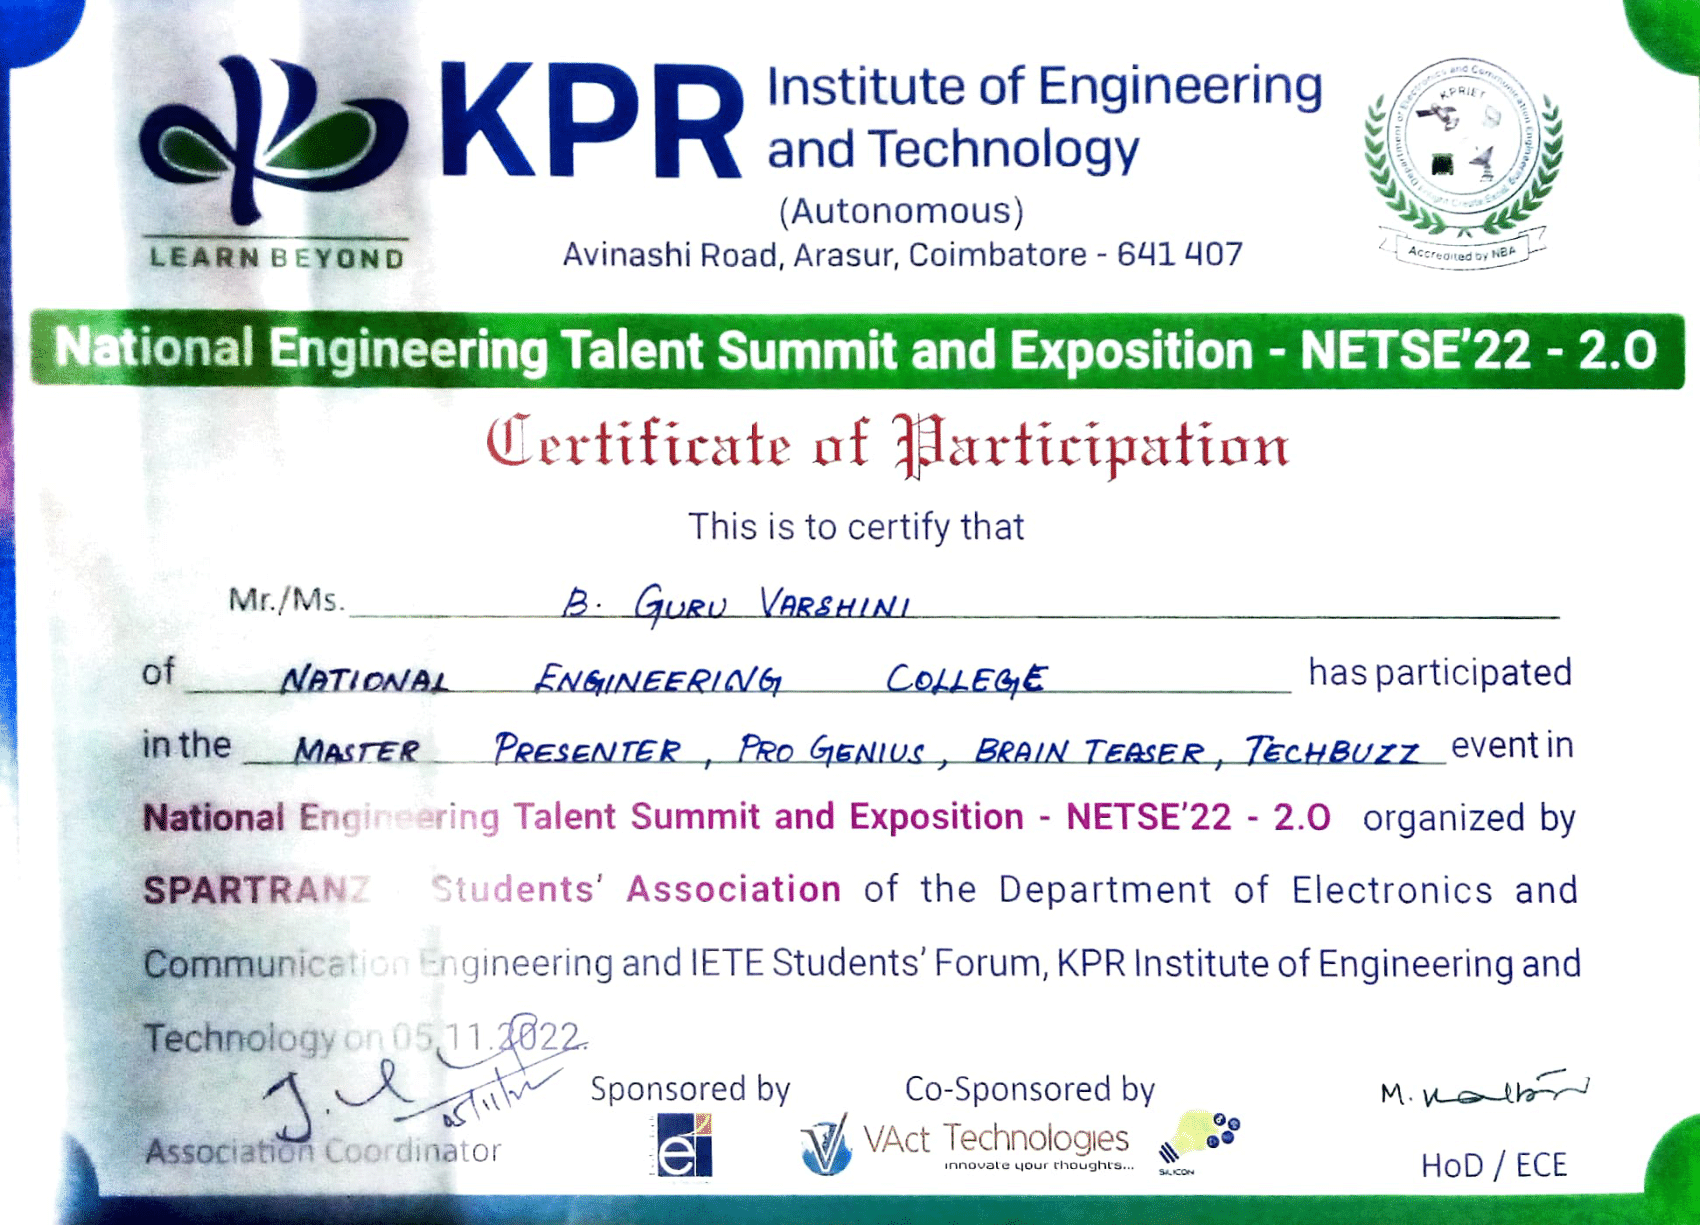 KPR Institute of Engineering
and Technology
(Autonomous)
Avinashi Road, Arasur, Coimbatore - 641 407
LEARN BEYOND
KPRIET
Accredited by NBA
National Engineering Talent Summit and Exposition - NETSE'22 - 2.0
Certificate of Participation
This is to certify that
Mr./Ms. B. GURU VARSHINI
of NATIONAL ENGINEERING COLLEGE has participated
in the MASTER PRESENTER, PRO GENIUS, BRAIN TEASER, TECHBUZZ event in
National Engineering Talent Summit and Exposition - NETSE'22 - 2.0 organized by
SPARTRANZ Students' Association of the Department of Electronics and
Communication Engineering and IETE Students' Forum, KPR Institute of Engineering and
Technology on 05.11.2022.
05/11/22
Sponsored by Co-Sponsored by
ei VAct Technologies
innovate your thoughts...
SILICON
Association Coordinator
HoD / ECE